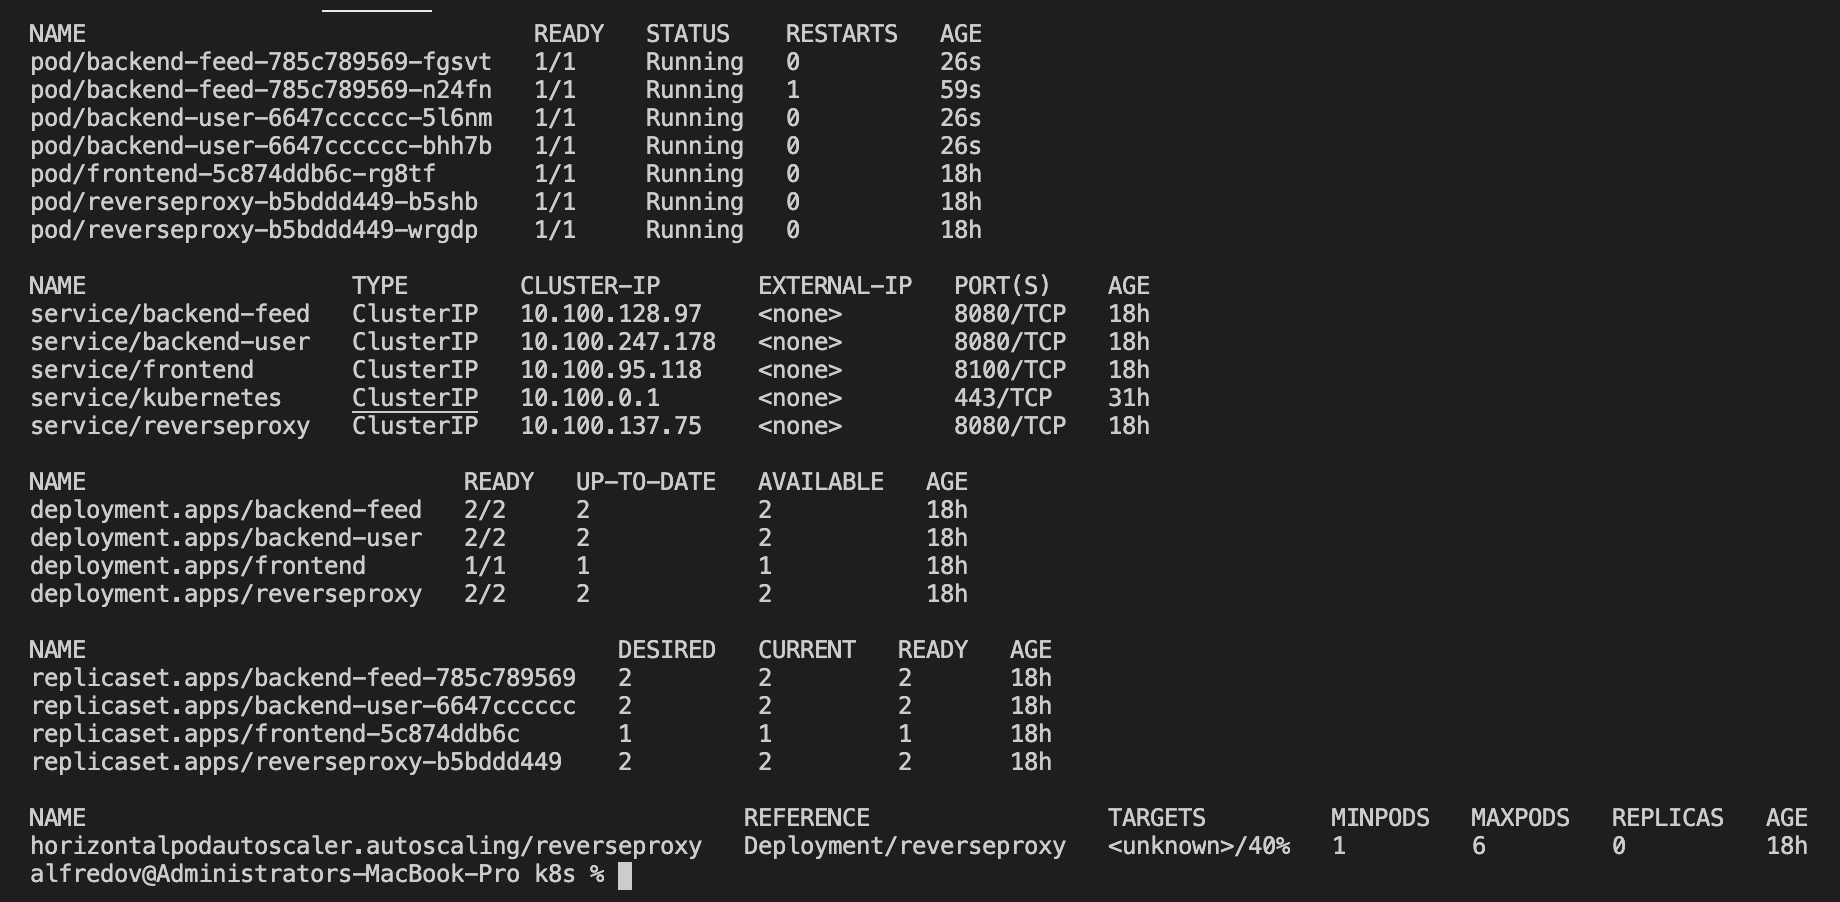 NAME READY STATUS RESTARTS AGE
pod/backend-feed-785c789569-fgsvt 1/1 Running 0 26s
pod/backend-feed-785c789569-n24fn 1/1 Running 1 59s
pod/backend-user-6647cccccc-5l6nm 1/1 Running 0 26s
pod/backend-user-6647cccccc-bhh7b 1/1 Running 0 26s
pod/frontend-5c874ddb6c-rg8tf 1/1 Running 0 18h
pod/reverseproxy-b5bddd449-b5shb 1/1 Running 0 18h
pod/reverseproxy-b5bddd449-wrgdp 1/1 Running 0 18h
NAME TYPE CLUSTER-IP EXTERNAL-IP PORT(S) AGE
service/backend-feed ClusterIP 10.100.128.97 <none> 8080/TCP 18h
service/backend-user ClusterIP 10.100.247.178 <none> 8080/TCP 18h
service/frontend ClusterIP 10.100.95.118 <none> 8100/TCP 18h
service/kubernetes ClusterIP 10.100.0.1 <none> 443/TCP 31h
service/reverseproxy ClusterIP 10.100.137.75 <none> 8080/TCP 18h
NAME READY UP-TO-DATE AVAILABLE AGE
deployment.apps/backend-feed 2/2 2 2 18h
deployment.apps/backend-user 2/2 2 2 18h
deployment.apps/frontend 1/1 1 1 18h
deployment.apps/reverseproxy 2/2 2 2 18h
NAME DESIRED CURRENT READY AGE
replicaset.apps/backend-feed-785c789569 2 2 2 18h
replicaset.apps/backend-user-6647cccccc 2 2 2 18h
replicaset.apps/frontend-5c874ddb6c 1 1 1 18h
replicaset.apps/reverseproxy-b5bddd449 2 2 2 18h
NAME REFERENCE TARGETS MINPODS MAXPODS REPLICAS AGE
horizontalpodautoscaler.autoscaling/reverseproxy Deployment/reverseproxy <unknown>/40% 1 6 0 18h
alfredov@Administrators-MacBook-Pro k8s %